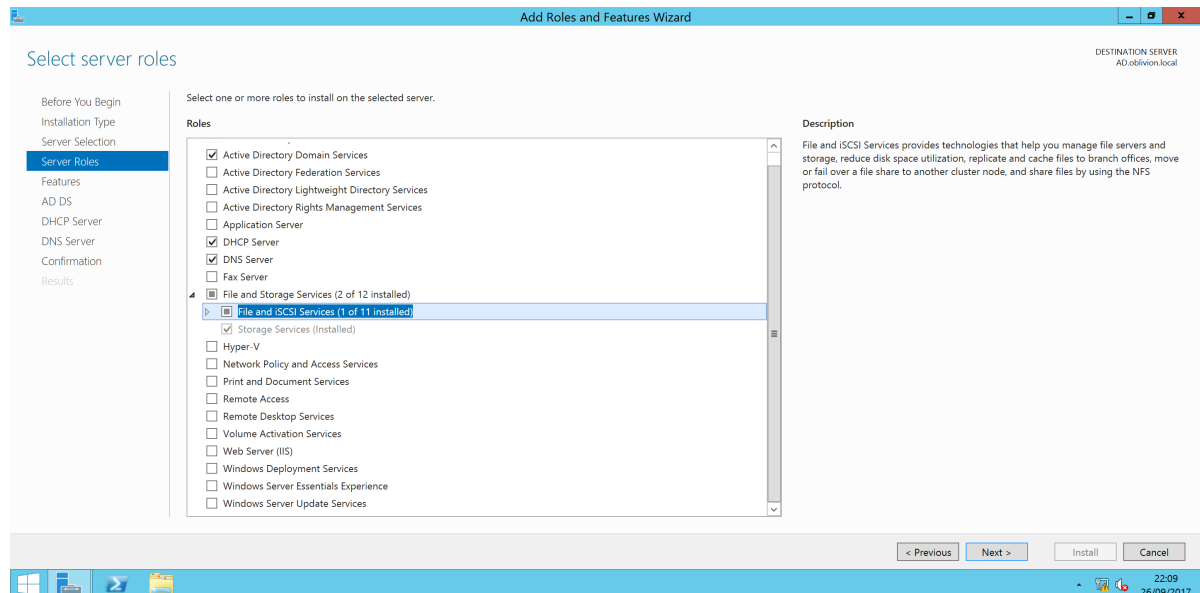 Add Roles and Features Wizard
Select server roles
DESTINATION SERVER
AD.oblivion.local
Before You Begin
Installation Type
Server Selection
Server Roles
Features
AD DS
DHCP Server
DNS Server
Confirmation
Results
Select one or more roles to install on the selected server.
Roles
Active Directory Domain Services
Active Directory Federation Services
Active Directory Lightweight Directory Services
Active Directory Rights Management Services
Application Server
DHCP Server
DNS Server
Fax Server
File and Storage Services (2 of 12 installed)
File and iSCSI Services (1 of 11 installed)
Storage Services (Installed)
Hyper-V
Network Policy and Access Services
Print and Document Services
Remote Access
Remote Desktop Services
Volume Activation Services
Web Server (IIS)
Windows Deployment Services
Windows Server Essentials Experience
Windows Server Update Services
Description
File and iSCSI Services provides technologies that help you manage file servers and
storage, reduce disk space utilization, replicate and cache files to branch offices, move
or fail over a file share to another cluster node, and share files by using the NFS
protocol.
< Previous
Next >
Install
Cancel
22:09
26/09/2017